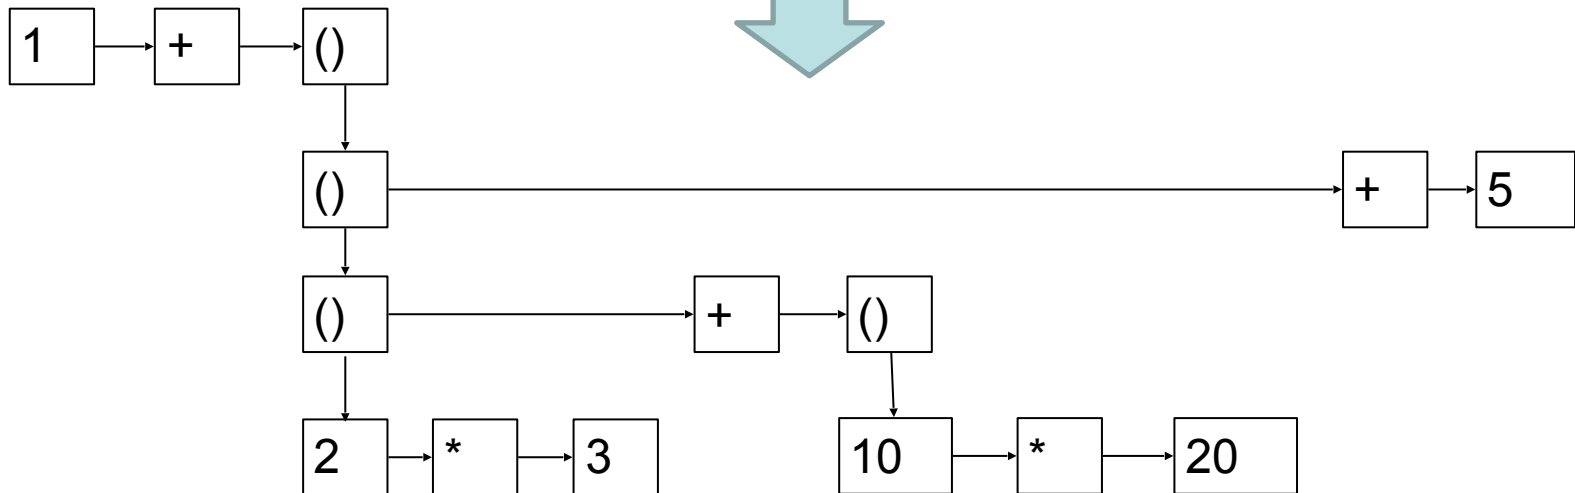 1 + ()
() + 5
() + ()
2 * 3 10 * 20